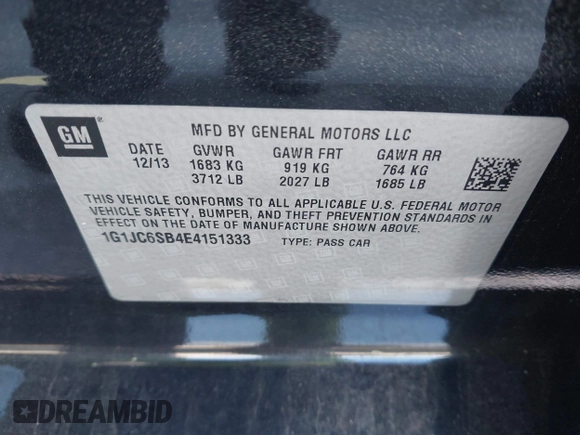 GM
MFD BY GENERAL MOTORS LLC
DATE GVWR GAWR FRT GAWR RR
12/13 1683 KG 919 KG 764 KG
3712 LB 2027 LB 1685 LB
THIS VEHICLE CONFORMS TO ALL APPLICABLE U.S. FEDERAL MOTOR
VEHICLE SAFETY, BUMPER, AND THEFT PREVENTION STANDARDS IN
EFFECT ON THE DATE OF MANUFACTURE SHOWN ABOVE.
1G1JC6SB4E4151333 TYPE: PASS CAR
DREAMBID